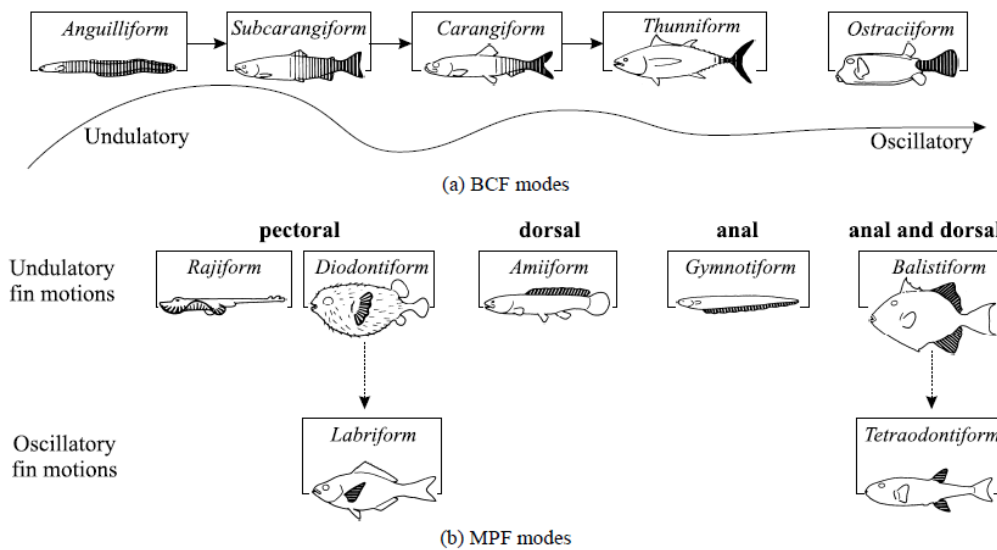 Anguilliform Subcarangiform Carangiform Thunniform Ostraciiform
Undulatory Oscillatory
(a) BCF modes
pectoral dorsal anal anal and dorsal
Undulatory
fin motions
Rajiform Diodontiform Amiiform Gymnotiform Balistiform
Oscillatory
fin motions
Labriform Tetraodontiform
(b) MPF modes